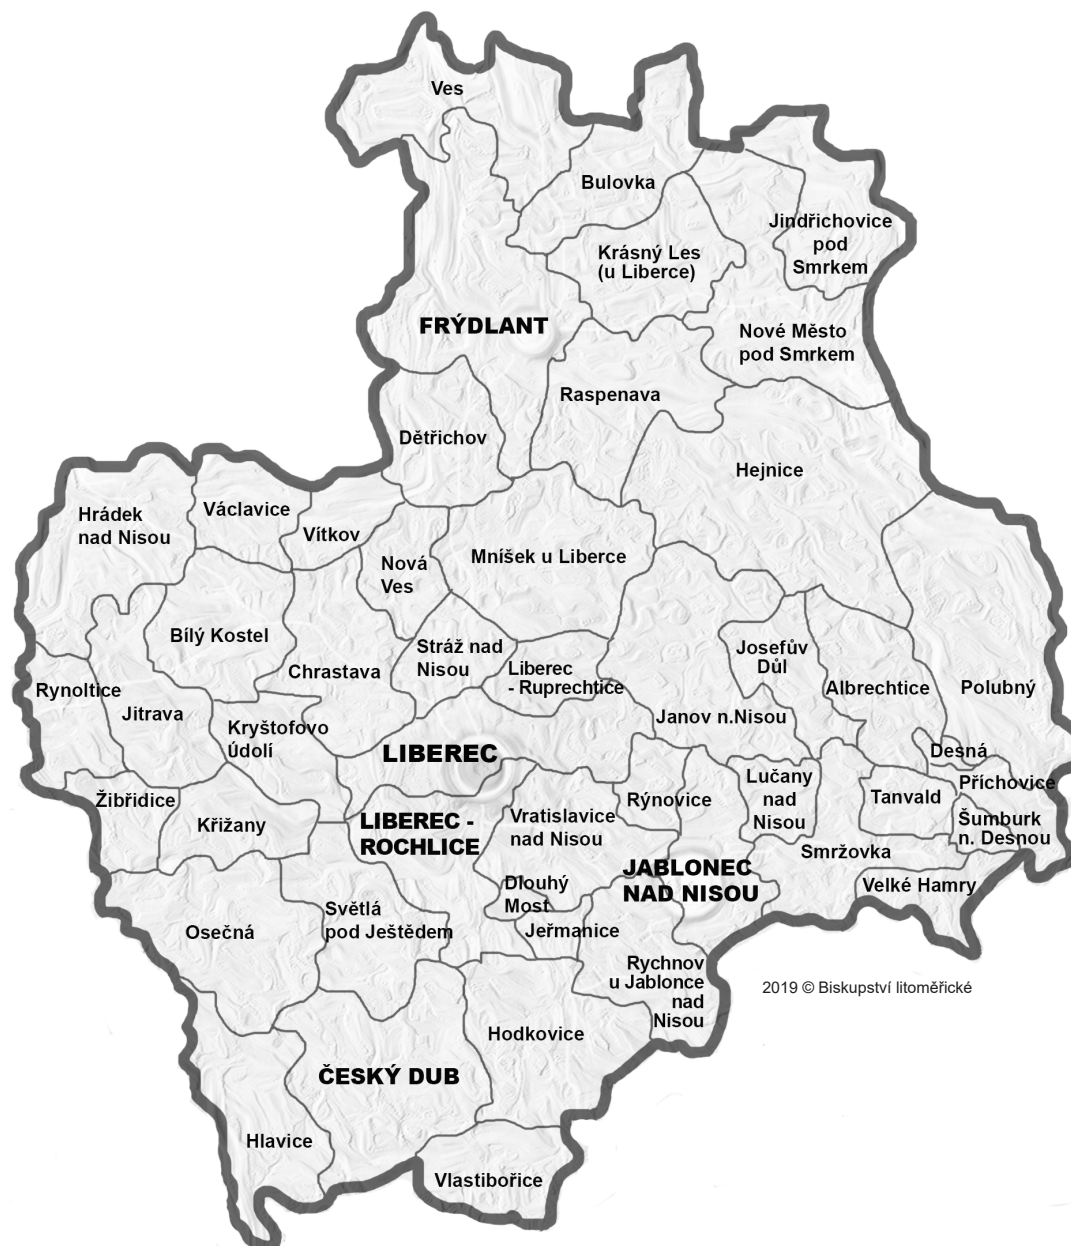 Ves
Bulovka
Jindřichovice
pod
Smrkem
Krásný Les
(u Liberce)
FRÝDLANT
Nové Město
pod Smrkem
Raspenava
Dětřichov
Hejnice
Hrádek
nad Nisou
Václavice
Vítkov
Nová
Ves
Mníšek u Liberce
Bílý Kostel
Chrastava
Stráž nad
Nisou
Liberec
- Ruprechtice
Josefův
Důl
Albrechtice
Polubný
Rynoltice
Jitrava
Kryštofovo
údolí
LIBEREC
Janov n.Nisou
Desná
Příchovice
Žibřidice
Křižany
LIBEREC -
ROCHLICE
Vratislavice
nad Nisou
Rýnovice
Lučany
nad
Nisou
Tanvald
Šumburk
n. Desnou
Smržovka
JABLONEC
NAD NISOU
Velké Hamry
Dlouhý
Most
Jeřmanice
Osečná
Světlá
pod Ještědem
Rychnov
u Jablonce
nad
Nisou
2019 © Biskupství litoměřické
Hodkovice
ČESKÝ DUB
Hlavice
Vlastibořice